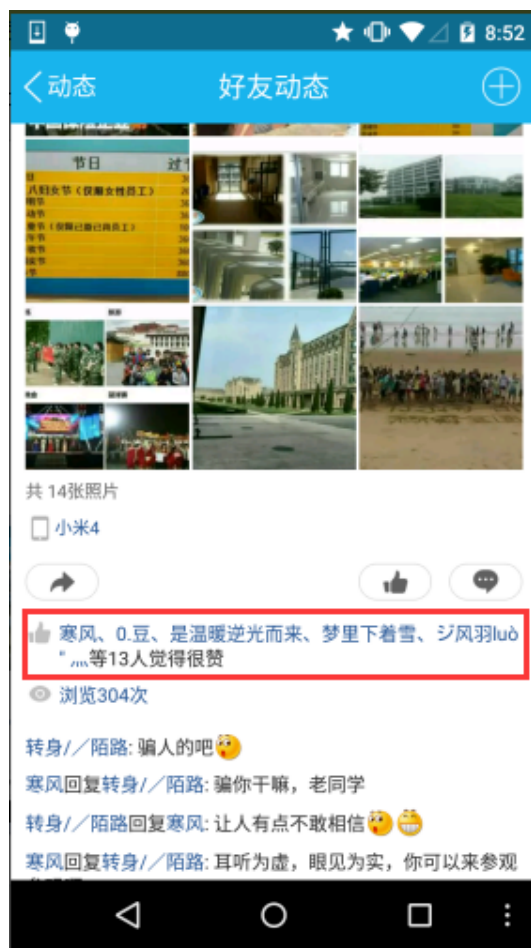 8:52
动态
好友动态
节日
八妇女节(仅限女性员工)
共 14张照片
小米4
寒风、0.豆、是温暖逆光而来、梦里下着雪、ジ风羽luò
"灬等13人觉得很赞
浏览304次
转身/／陌路: 骗人的吧
寒风回复转身/／陌路: 骗你干嘛，老同学
转身/／陌路回复寒风: 让人有点不敢相信
寒风回复转身/／陌路: 耳听为虚，眼见为实，你可以来参观